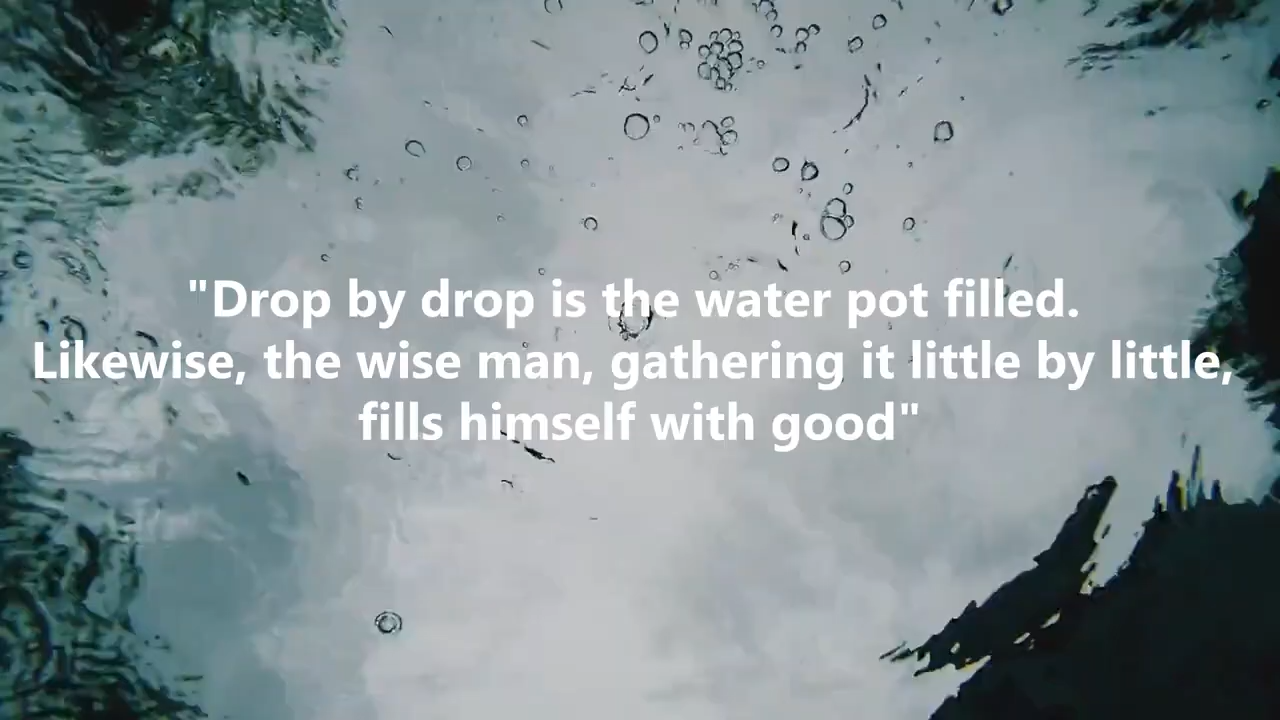 "Drop by drop is the water pot filled.
Likewise, the wise man, gathering it little by little,
fills himself with good"